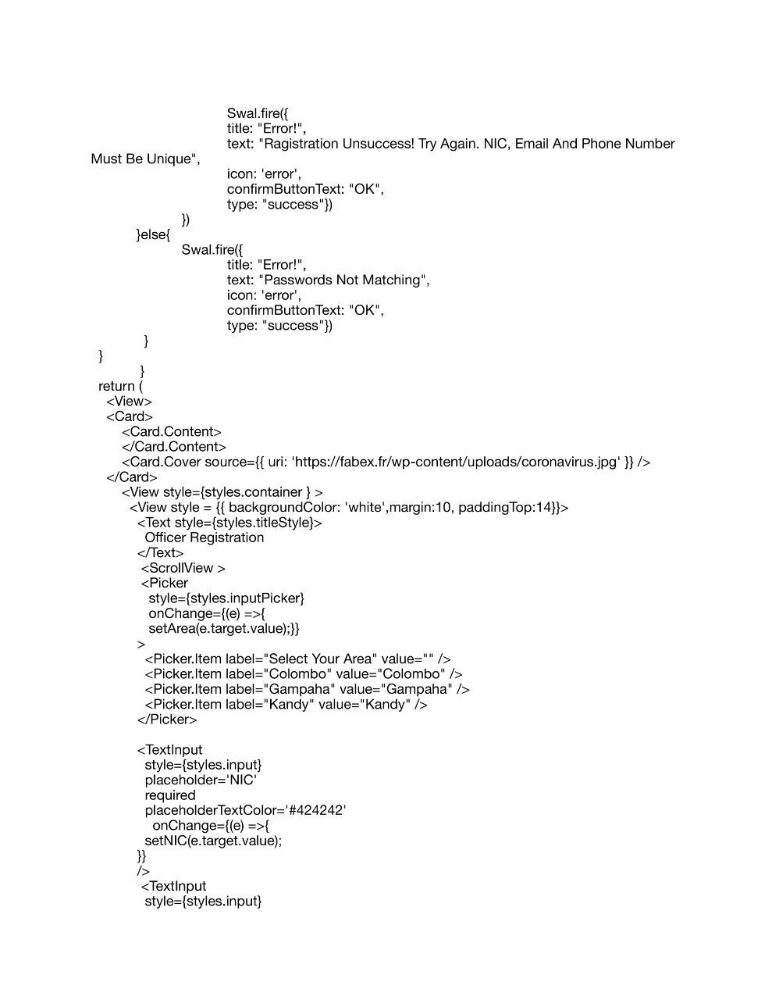 Swal.fire({
title: "Error!",
text: "Ragistration Unsuccess! Try Again. NIC, Email And Phone Number
Must Be Unique",
icon: 'error',
confirmButtonText: "OK",
type: "success"})
})
}else{
Swal.fire({
title: "Error!",
text: "Passwords Not Matching",
icon: 'error',
confirmButtonText: "OK",
type: "success"})
}
}
}
return (
<View>
<Card>
<Card.Content>
</Card.Content>
<Card.Cover source={{ uri: 'https://fabex.fr/wp-content/uploads/coronavirus.jpg' }} />
</Card>
<View style={styles.container } >
<View style = {{ backgroundColor: 'white',margin:10, paddingTop:14}}>
<Text style={styles.titleStyle}>
Officer Registration
</Text>
<ScrollView >
<Picker
style={styles.inputPicker}
onChange={(e) =>{
setArea(e.target.value);}}
>
<Picker.Item label="Select Your Area" value="" />
<Picker.Item label="Colombo" value="Colombo" />
<Picker.Item label="Gampaha" value="Gampaha" />
<Picker.Item label="Kandy" value="Kandy" />
</Picker>
<TextInput
style={styles.input}
placeholder='NIC'
required
placeholderTextColor='#424242'
onChange={(e) =>{
setNIC(e.target.value);
}}
/>
<TextInput
style={styles.input}